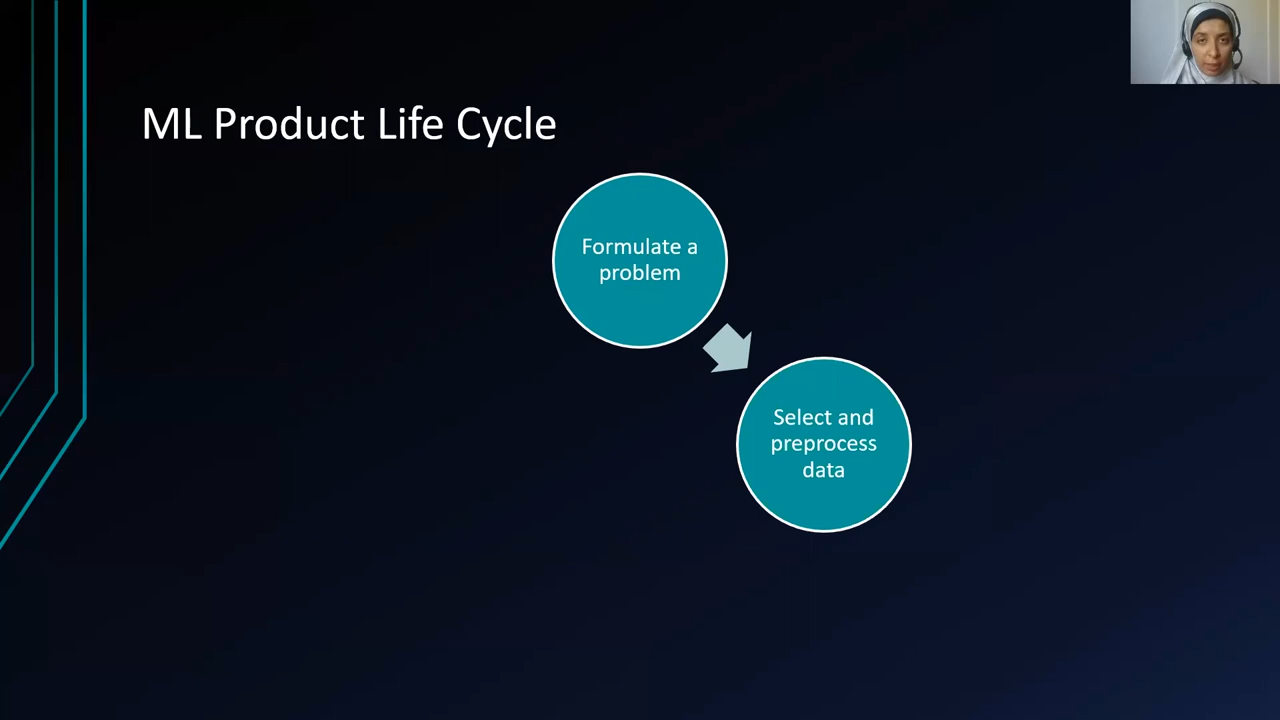 ML Product Life Cycle
Formulate a
problem
Select and
preprocess
data